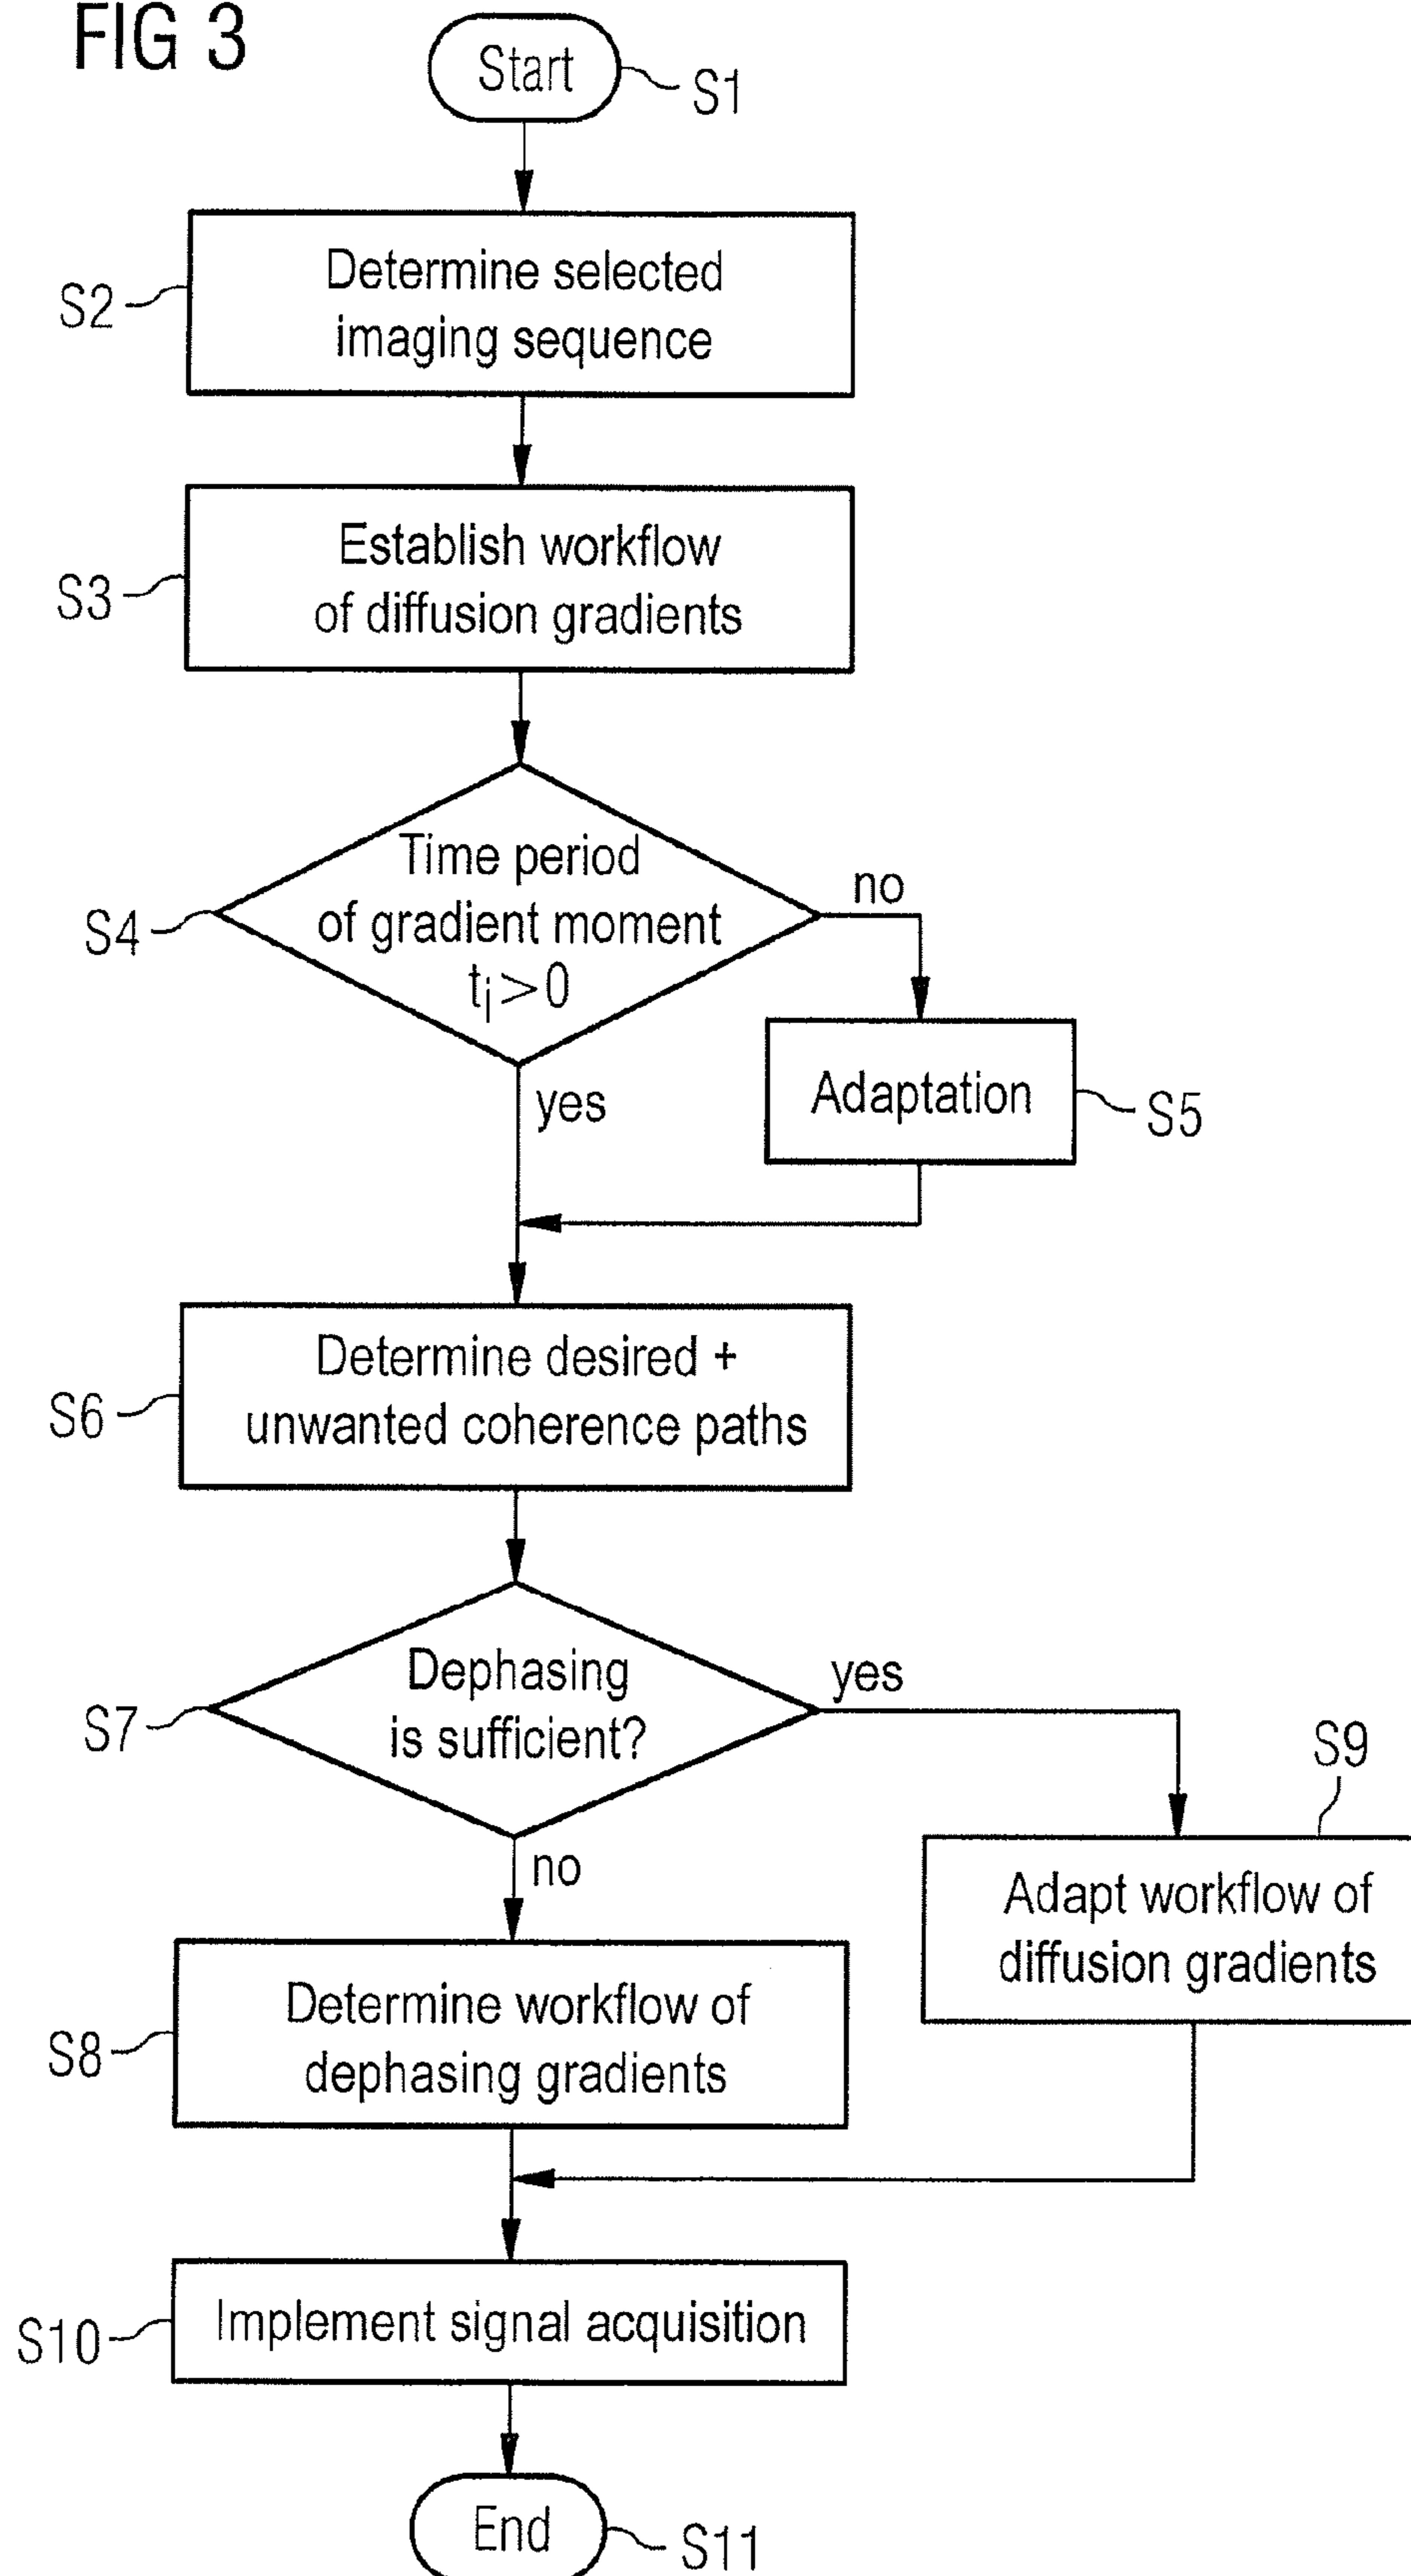 FIG 3
Start
S1
Determine selected
imaging sequence
S2
Establish workflow
of diffusion gradients
S3
Time period
of gradient moment
ti>0
S4
no
yes
Adaptation
S5
Determine desired +
unwanted coherence paths
S6
Dephasing
is sufficient?
S7
yes
no
S9
Adapt workflow of
diffusion gradients
Determine workflow of
dephasing gradients
S8
Implement signal acquisition
S10
End
S11